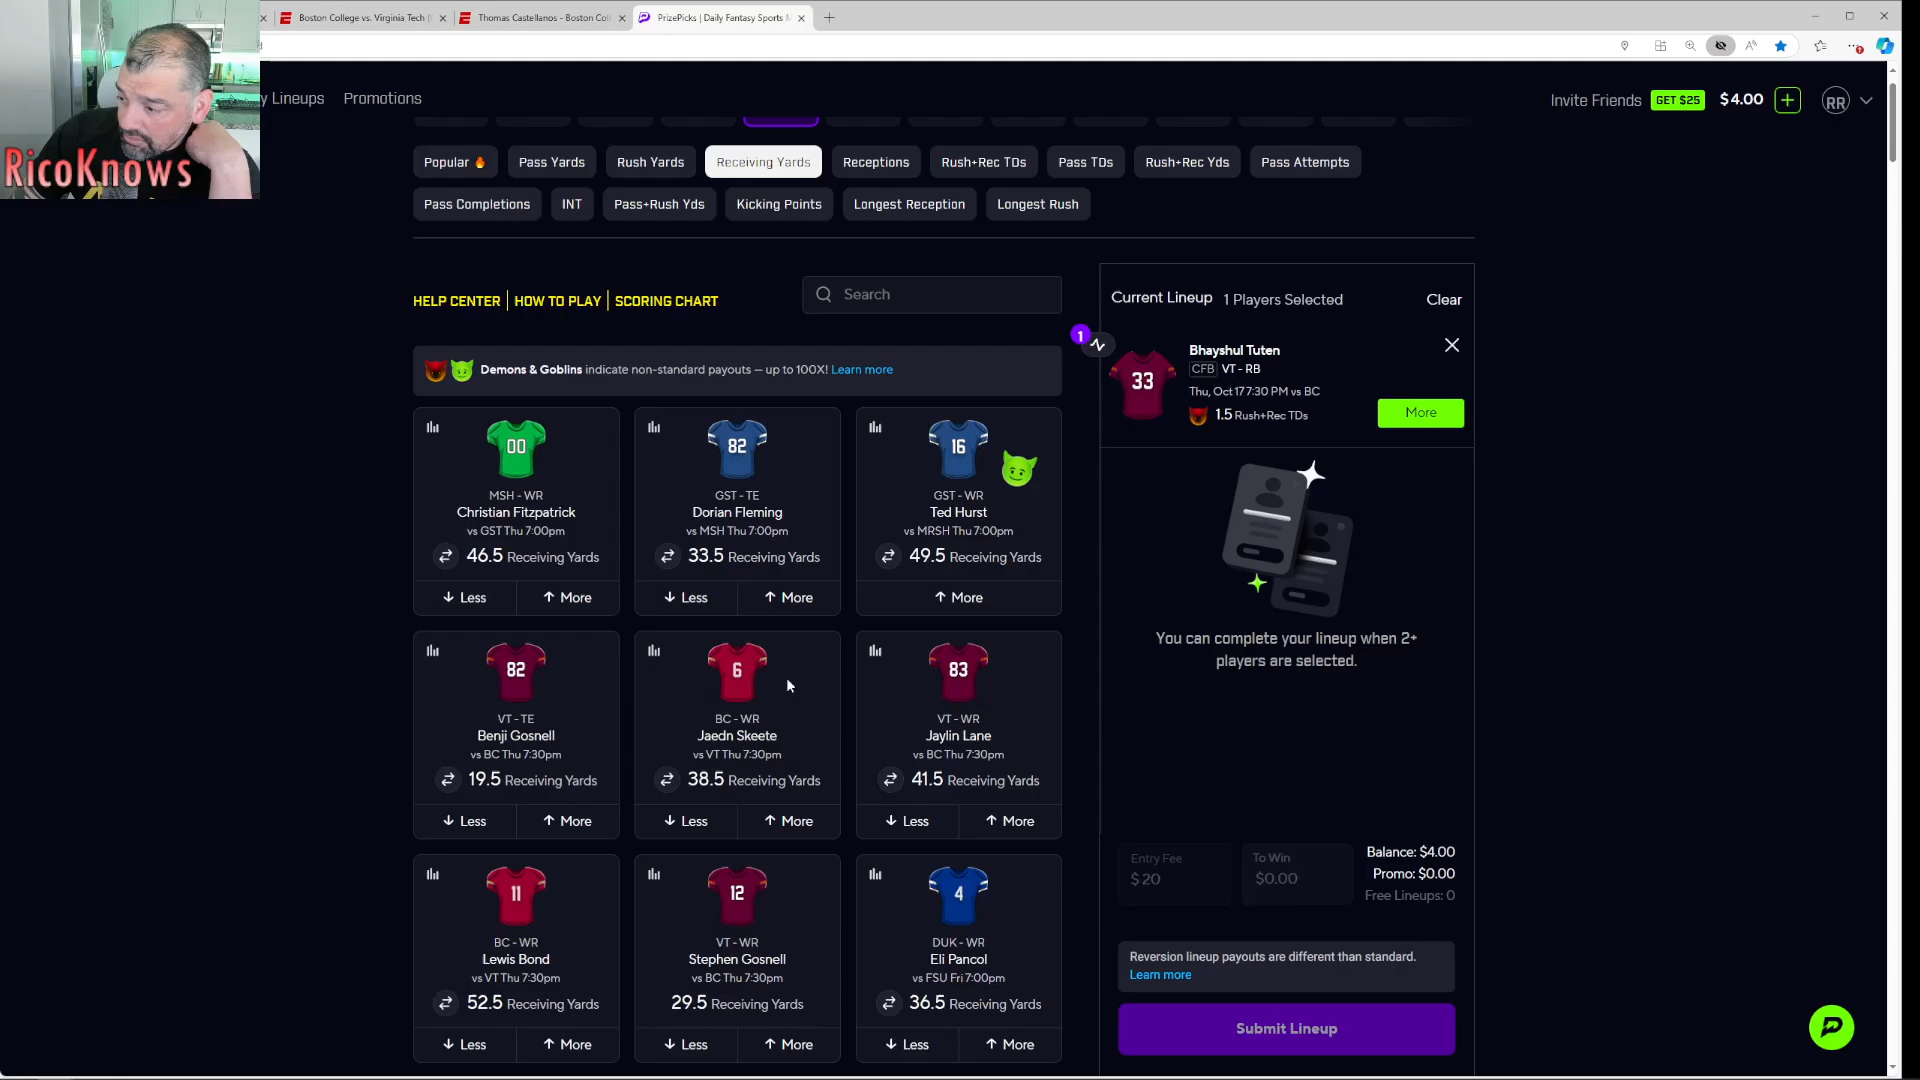 Boston College vs. Virginia Tech (
Thomas Castellanos - Boston Coll
PrizePicks | Daily Fantasy Sports M
RicoKnows
y Lineups
Promotions
Invite Friends
GET $25
$4.00
RR
Popular
Pass Yards
Rush Yards
Receiving Yards
Receptions
Rush+Rec TDs
Pass TDs
Rush+Rec Yds
Pass Attempts
Pass Completions
INT
Pass+Rush Yds
Kicking Points
Longest Reception
Longest Rush
HELP CENTER | HOW TO PLAY | SCORING CHART
Search
Demons & Goblins indicate non-standard payouts — up to 100X! Learn more
00
MSH - WR
Christian Fitzpatrick
vs GST Thu 7:00pm
46.5 Receiving Yards
Less
More
82
GST - TE
Dorian Fleming
vs MSH Thu 7:00pm
33.5 Receiving Yards
Less
More
16
GST - WR
Ted Hurst
vs MRSH Thu 7:00pm
49.5 Receiving Yards
More
82
VT - TE
Benji Gosnell
vs BC Thu 7:30pm
19.5 Receiving Yards
Less
More
6
BC - WR
Jaedn Skeete
vs VT Thu 7:30pm
38.5 Receiving Yards
Less
More
83
VT - WR
Jaylin Lane
vs BC Thu 7:30pm
41.5 Receiving Yards
Less
More
11
BC - WR
Lewis Bond
vs VT Thu 7:30pm
52.5 Receiving Yards
Less
More
12
VT - WR
Stephen Gosnell
vs BC Thu 7:30pm
29.5 Receiving Yards
Less
More
4
DUK - WR
Eli Pancol
vs FSU Fri 7:00pm
36.5 Receiving Yards
Less
More
Current Lineup
1 Players Selected
Clear
1
33
Bhayshul Tuten
CFB VT - RB
Thu, Oct 17 7:30 PM vs BC
1.5 Rush+Rec TDs
More
You can complete your lineup when 2+
players are selected.
Entry Fee
$ 20
To Win
$0.00
Balance: $4.00
Promo: $0.00
Free Lineups: 0
Reversion lineup payouts are different than standard.
Learn more
Submit Lineup